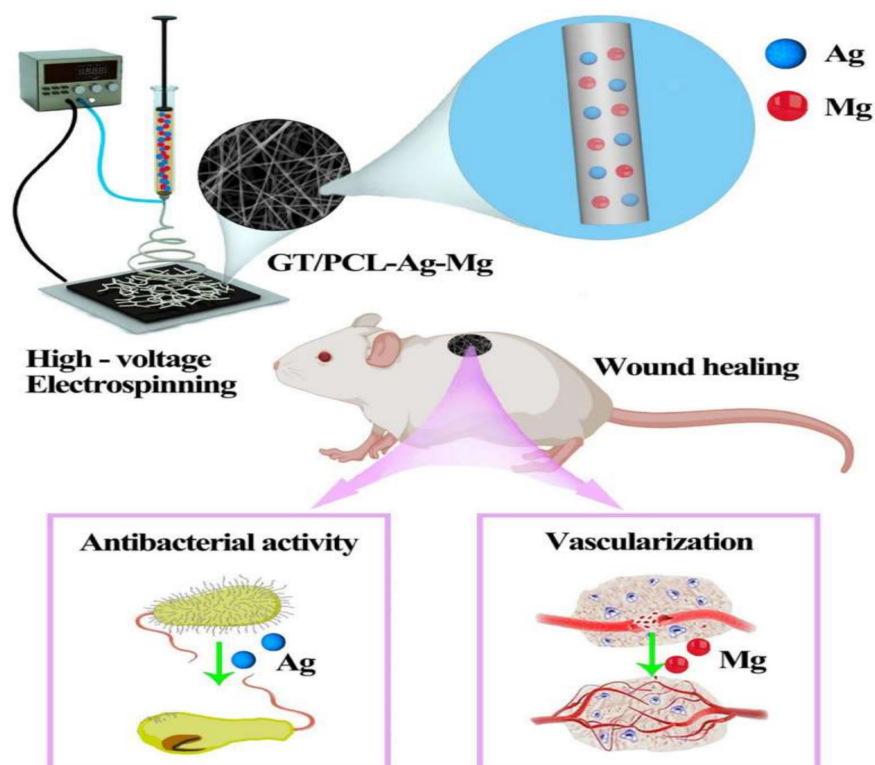 Ag
Mg
GT/PCL-Ag-Mg
High - voltage
Electrospinning
Wound healing
Antibacterial activity
Ag
Vascularization
Mg